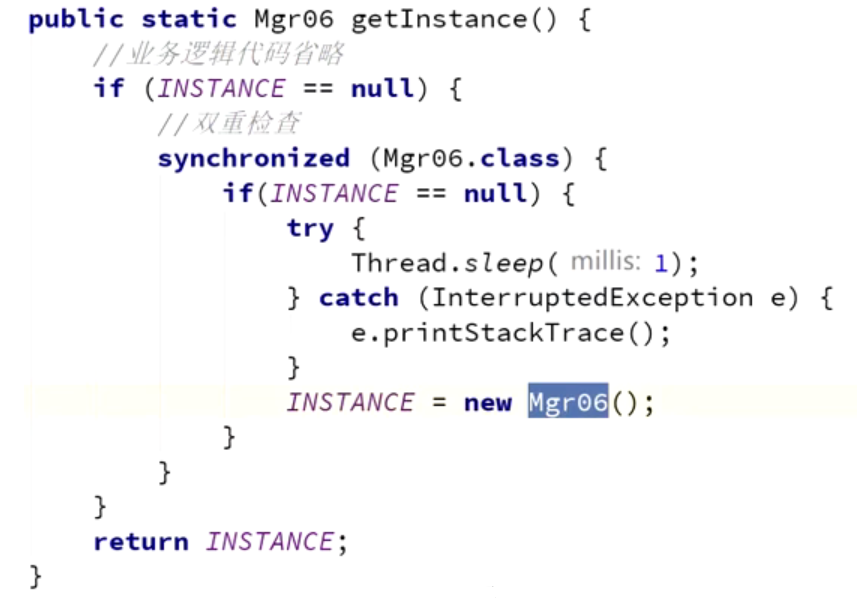 public static Mgr06 getInstance() {
//业务逻辑代码省略
if (INSTANCE == null) {
//双重检查
synchronized (Mgr06.class) {
if(INSTANCE == null) {
try {
Thread.sleep( millis: 1);
} catch (InterruptedException e) {
e.printStackTrace();
}
INSTANCE = new Mgr06();
}
}
}
return INSTANCE;
}